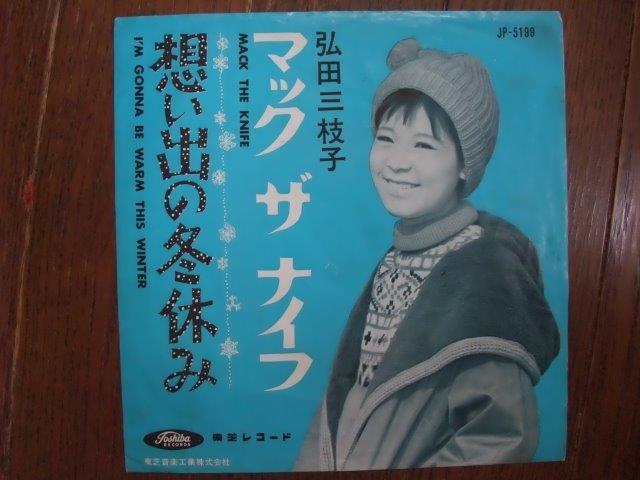 JP-5199
弘田三枝子
マック ザ ナイフ
MACK THE KNIFE
想い出の冬休み
I'M GONNA BE WARM THIS WINTER
Toshiba
RECORDS
東芝レコード
東芝音楽工業株式会社